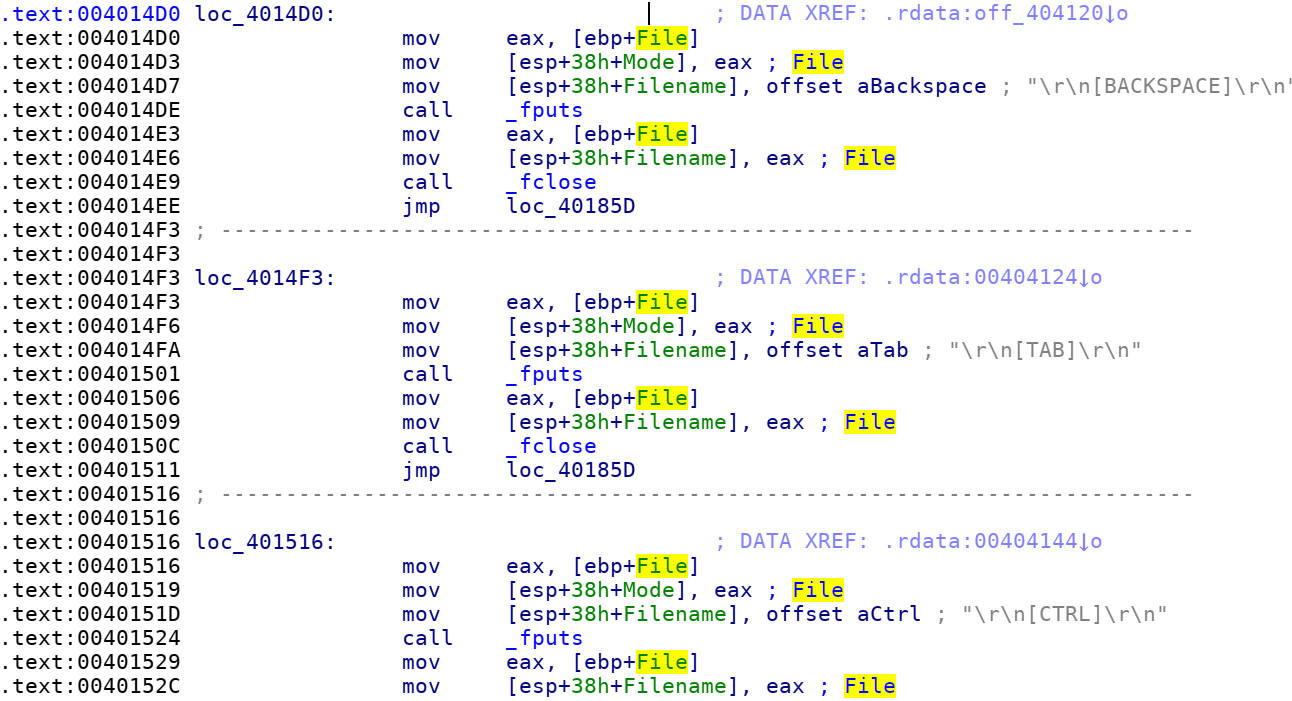 .text:004014D0 loc_4014D0: ; DATA XREF: .rdata:off_404120↓o
.text:004014D0 mov eax, [ebp+File]
.text:004014D3 mov [esp+38h+Mode], eax ; File
.text:004014D7 mov [esp+38h+Filename], offset aBackspace ; "\r\n[BACKSPACE]\r\n"
.text:004014DE call _fputs
.text:004014E3 mov eax, [ebp+File]
.text:004014E6 mov [esp+38h+Filename], eax ; File
.text:004014E9 call _fclose
.text:004014EE jmp loc_40185D
.text:004014F3 ; ---------------------------------------------------------------------------
.text:004014F3
.text:004014F3 loc_4014F3: ; DATA XREF: .rdata:00404124↓o
.text:004014F3 mov eax, [ebp+File]
.text:004014F6 mov [esp+38h+Mode], eax ; File
.text:004014FA mov [esp+38h+Filename], offset aTab ; "\r\n[TAB]\r\n"
.text:00401501 call _fputs
.text:00401506 mov eax, [ebp+File]
.text:00401509 mov [esp+38h+Filename], eax ; File
.text:0040150C call _fclose
.text:00401511 jmp loc_40185D
.text:00401516 ; ---------------------------------------------------------------------------
.text:00401516
.text:00401516 loc_401516: ; DATA XREF: .rdata:00404144↓o
.text:00401516 mov eax, [ebp+File]
.text:00401519 mov [esp+38h+Mode], eax ; File
.text:0040151D mov [esp+38h+Filename], offset aCtrl ; "\r\n[CTRL]\r\n"
.text:00401524 call _fputs
.text:00401529 mov eax, [ebp+File]
.text:0040152C mov [esp+38h+Filename], eax ; File